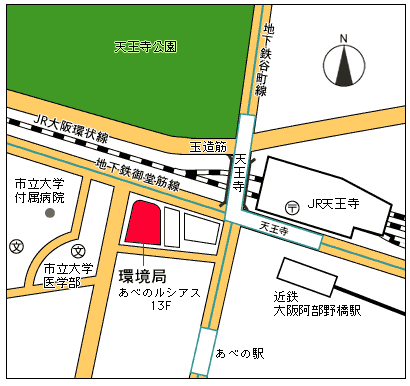 天王寺公園
地下鉄谷町線
N
JR大阪環状線
玉造筋
地下鉄御堂筋線
天王寺
市立大学
付属病院
〒
JR天王寺
天王寺
文
文
市立大学
医学部
環境局
あべのルシアス
13F
近鉄
大阪阿部野橋駅
あべの駅